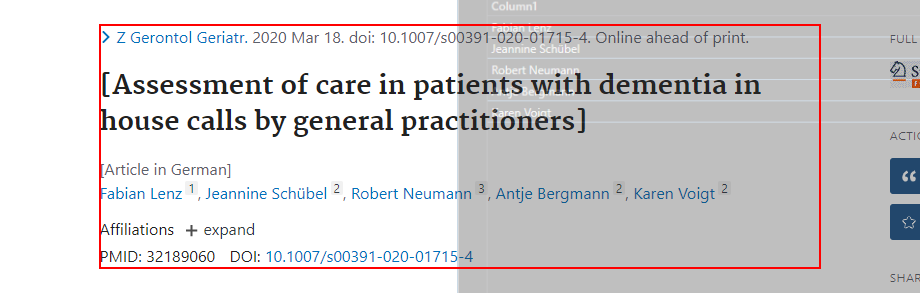 Column1
Fabian Lenz
Jeannine Schübel
Robert Neumann
Antje Bergmann
Karen Voigt
Z Gerontol Geriatr. 2020 Mar 18. doi: 10.1007/s00391-020-01715-4. Online ahead of print.
[Assessment of care in patients with dementia in
house calls by general practitioners]
[Article in German]
Fabian Lenz 1, Jeannine Schübel 2, Robert Neumann 3, Antje Bergmann 2, Karen Voigt 2
Affiliations + expand
PMID: 32189060 DOI: 10.1007/s00391-020-01715-4
FULL
S
F
ACTI
SHAR